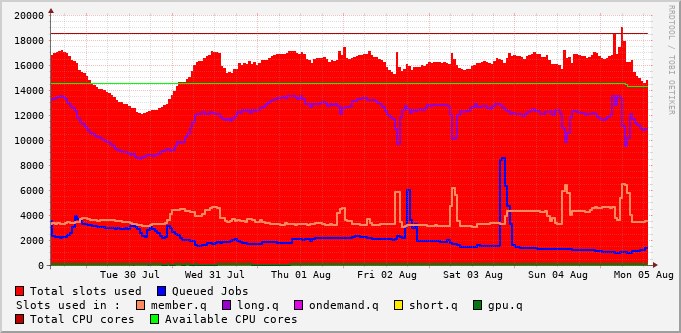 20000
18000
16000
14000
12000
10000
8000
6000
4000
2000
0
Tue 30 Jul Wed 31 Jul Thu 01 Aug Fri 02 Aug Sat 03 Aug Sun 04 Aug Mon 05 Aug
RRDTOOL / TOBI OETIKER
Total slots used Queued Jobs
Slots used in : member.q long.q ondemand.q short.q gpu.q
Total CPU cores Available CPU cores